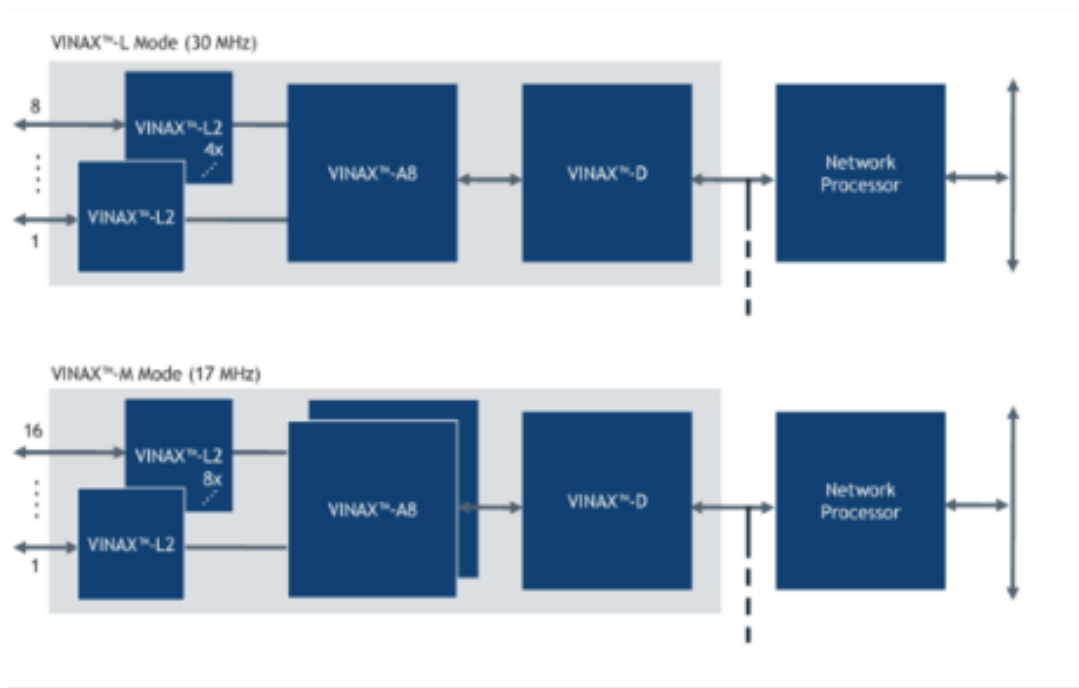 VINAX™-L Mode (30 MHz)
8
VINAX™-L2
4x
VINAX™-L2
1
VINAX™-A8
VINAX™-D
Network
Processor
VINAX™-M Mode (17 MHz)
16
VINAX™-L2
8x
VINAX™-L2
1
VINAX™-A8
VINAX™-D
Network
Processor